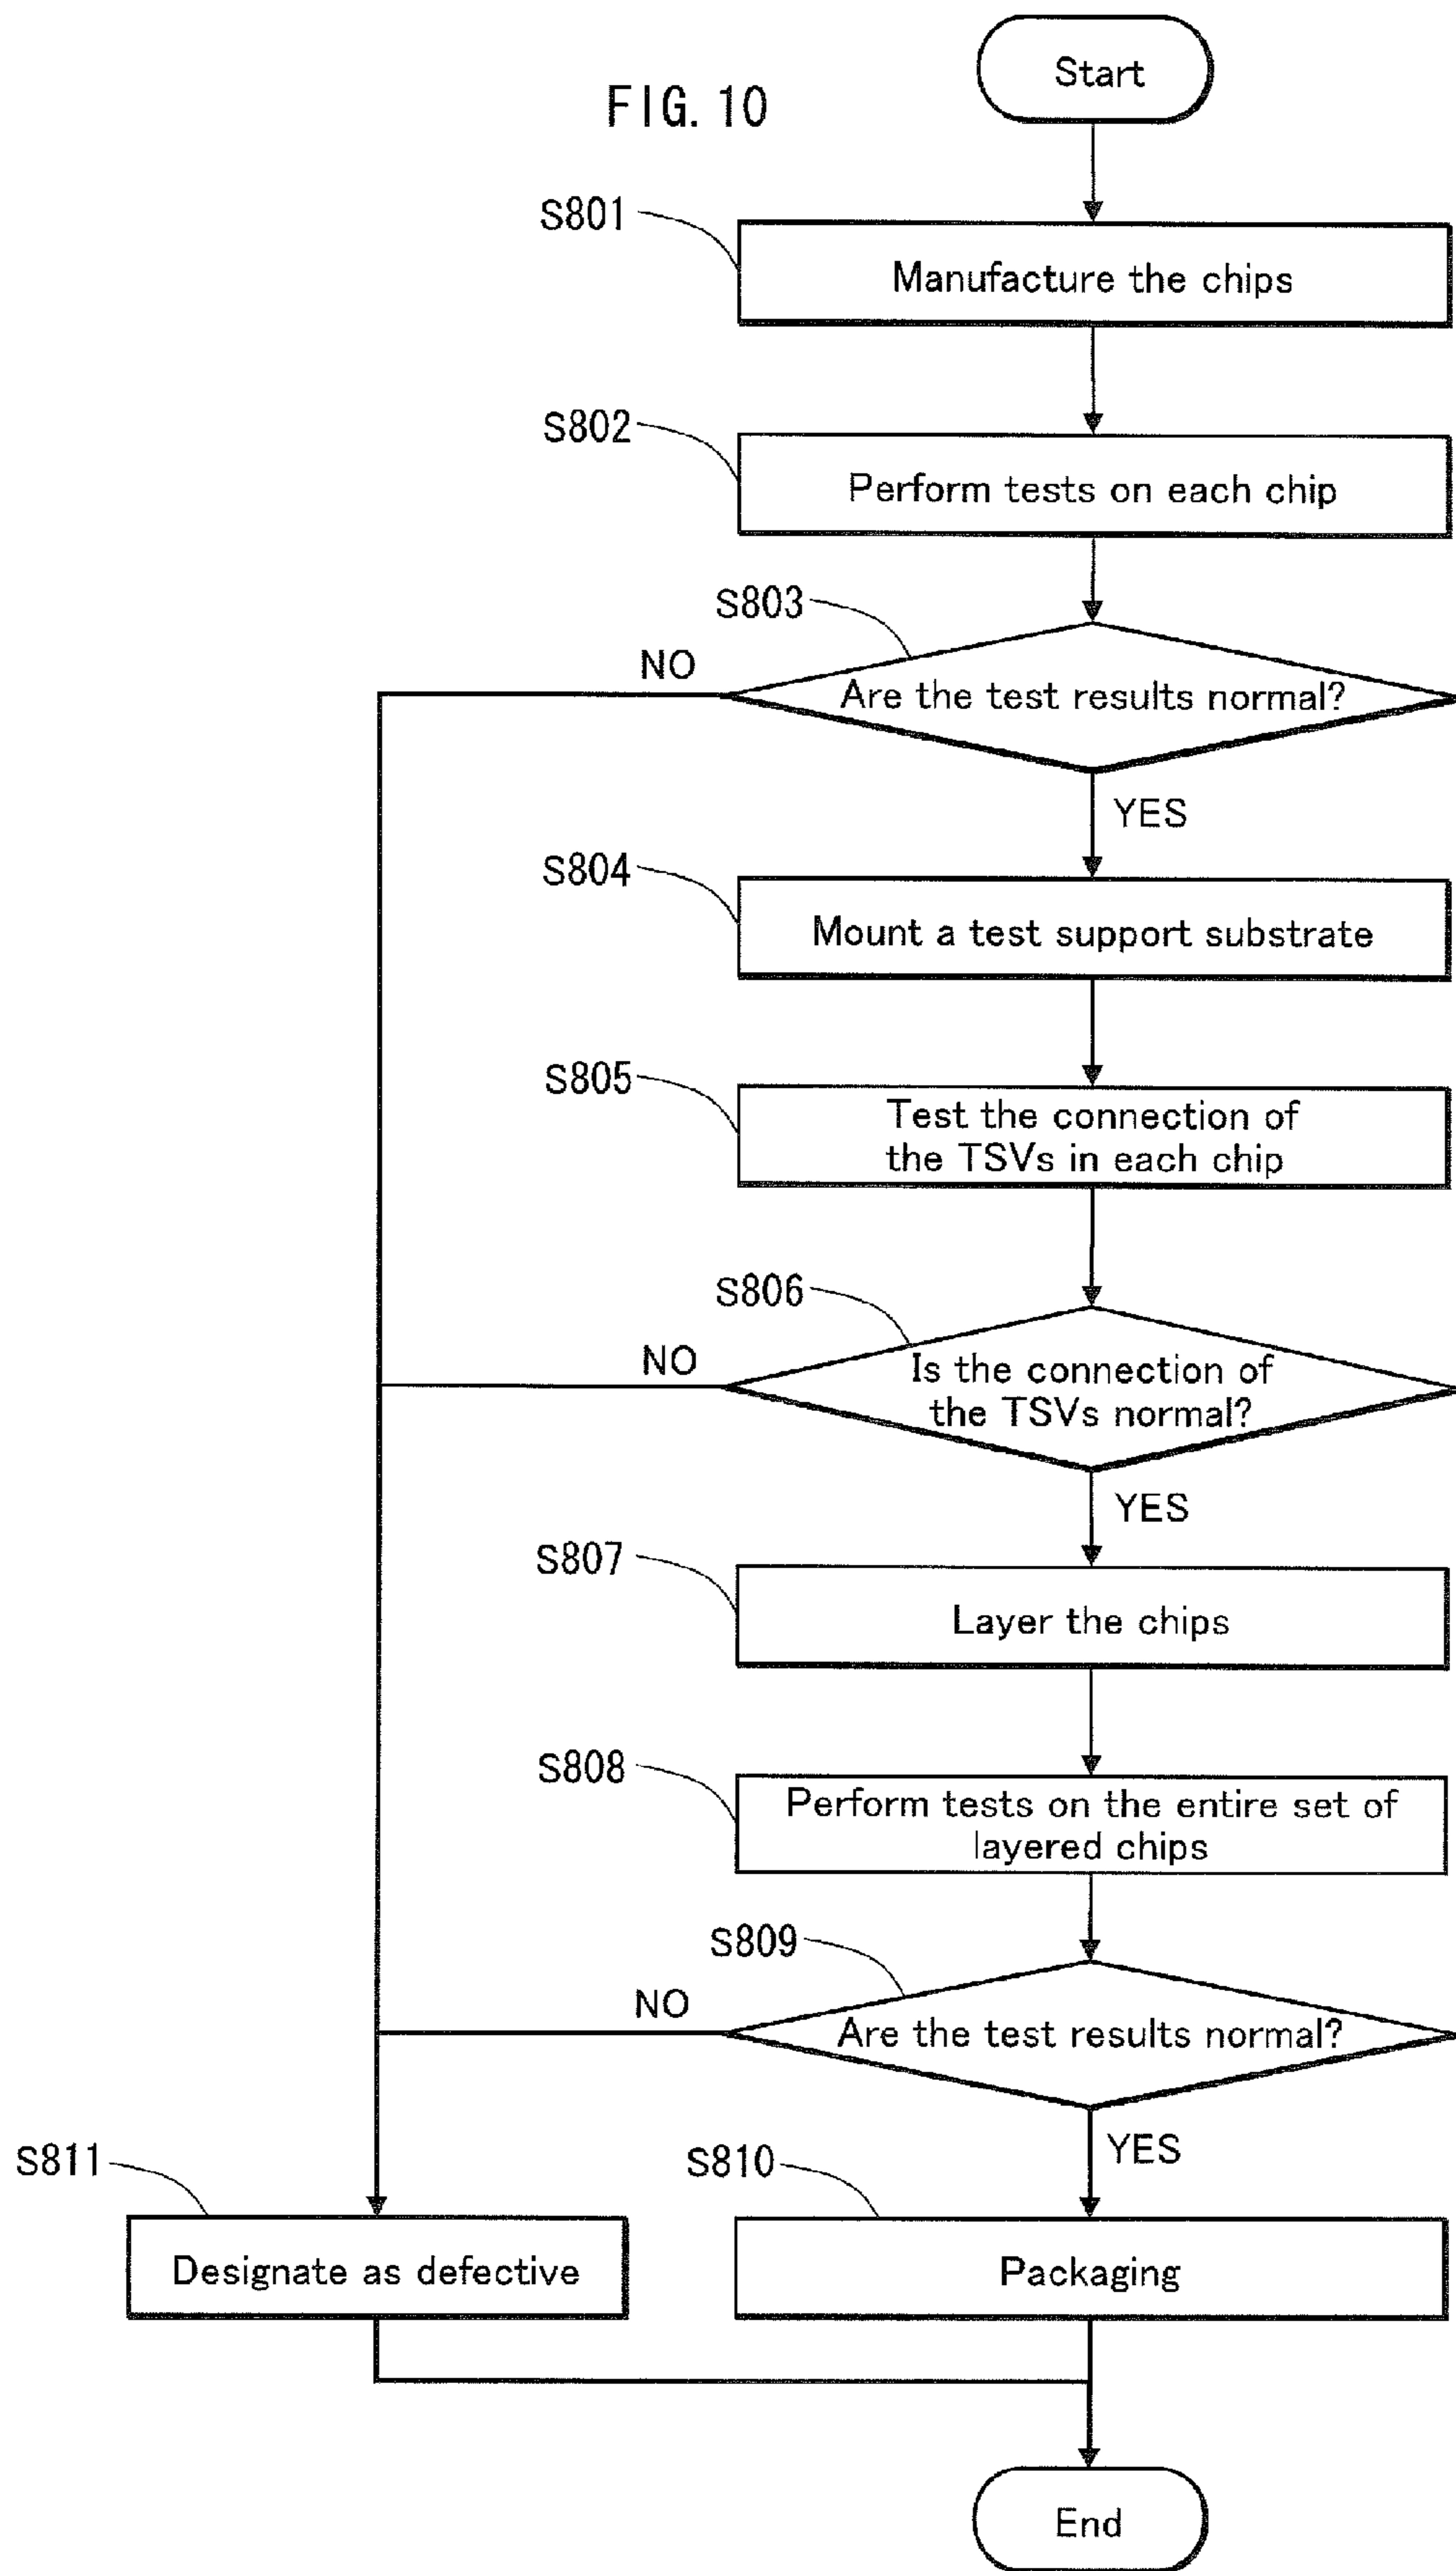 FIG. 10
Start
S801
Manufacture the chips
S802
Perform tests on each chip
S803
NO
Are the test results normal?
YES
S804
Mount a test support substrate
S805
Test the connection of
the TSVs in each chip
S806
NO
Is the connection of
the TSVs normal?
YES
S807
Layer the chips
S808
Perform tests on the entire set of
layered chips
S809
NO
Are the test results normal?
YES
S811
S810
Designate as defective
Packaging
End